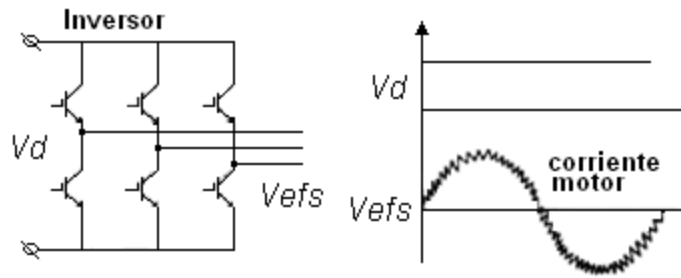 Inversor
Vd
Vefs
Vd
corriente
motor
Vefs